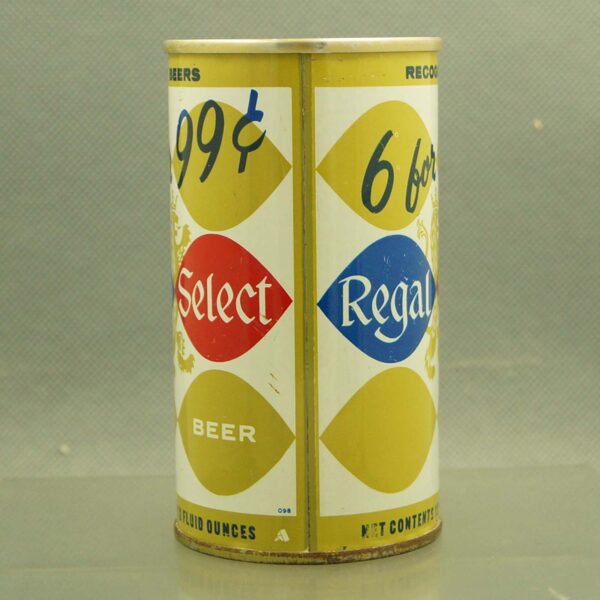 BEERS
RECOG
99¢
6 for
Select
Regal
BEER
098
FLUID OUNCES
A
NET CONTENTS